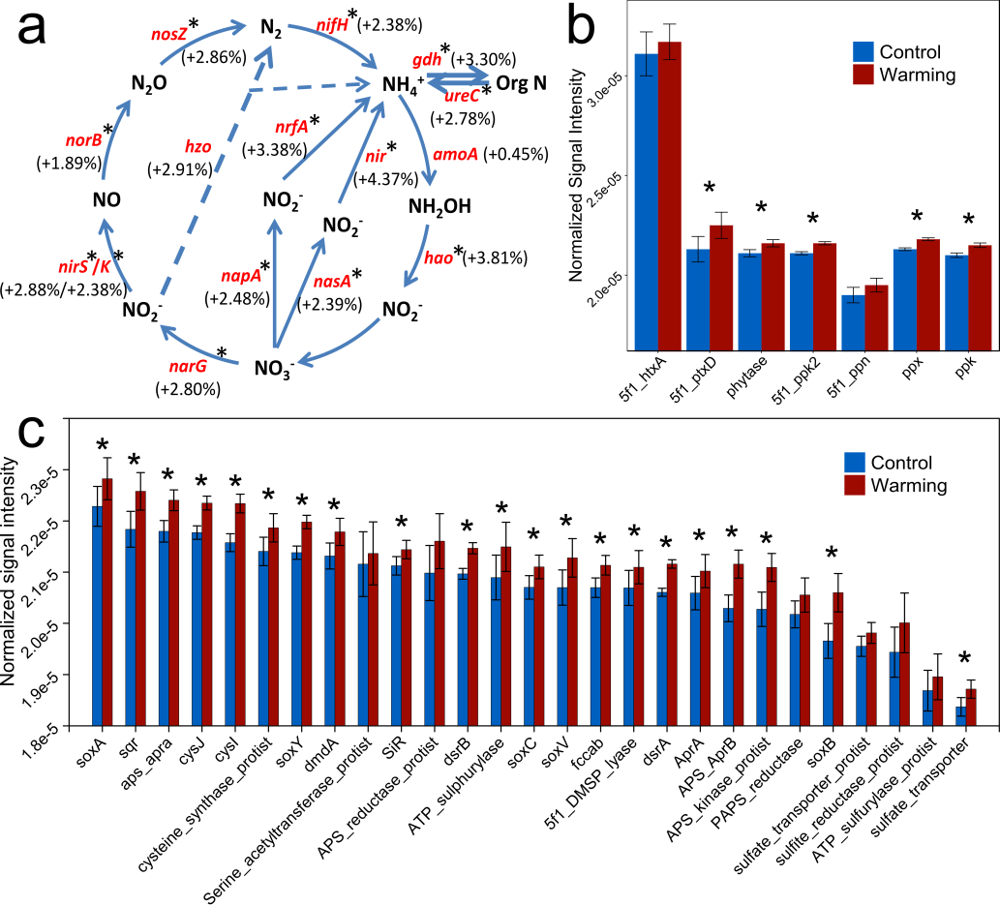 a
nosZ*
(+2.86%)
N2
nifH*
(+2.38%)
gdh*
(+3.30%)
N2O
NH4+
Org N
ureC*
(+2.78%)
norB*
(+1.89%)
hzo
(+2.91%)
nrfA*
(+3.38%)
nir*
(+4.37%)
amoA (+0.45%)
NO
NO2-
NO2-
NH2OH
nirS*/K*
(+2.88%/+2.38%)
napA*
(+2.48%)
nasA*
(+2.39%)
hao*(+3.81%)
NO2-
NO2-
narG*
(+2.80%)
NO3-
b
Control
Warming
Normalized Signal Intensity
3.0e-05
2.5e-05
2.0e-05
* * * * *
5f1_htxA
5f1_ptxD
phytase
5f1_ppk2
5f1_ppn
ppx
ppk
c
Control
Warming
Normalized signal intensity
2.3e-5
2.2e-5
2.1e-5
2.0e-5
1.9e-5
1.8e-5
* * * * * * * * * * * * * * * * * * * * * *
soxA
sqr
aps_apra
cysJ
cysI
cysteine_synthase_protist
soxY
dmdA
Serine_acetyltransferase_protist
SiR
APS_reductase_protist
dsrB
ATP_sulphurylase
soxC
soxV
fccab
5f1_DMSP_lyase
dsrA
AprA
APS_AprB
APS_kinase_protist
PAPS_reductase
soxB
sulfate_transporter_protist
sulfite_reductase_protist
ATP_sulfurylase_protist
sulfate_transporter